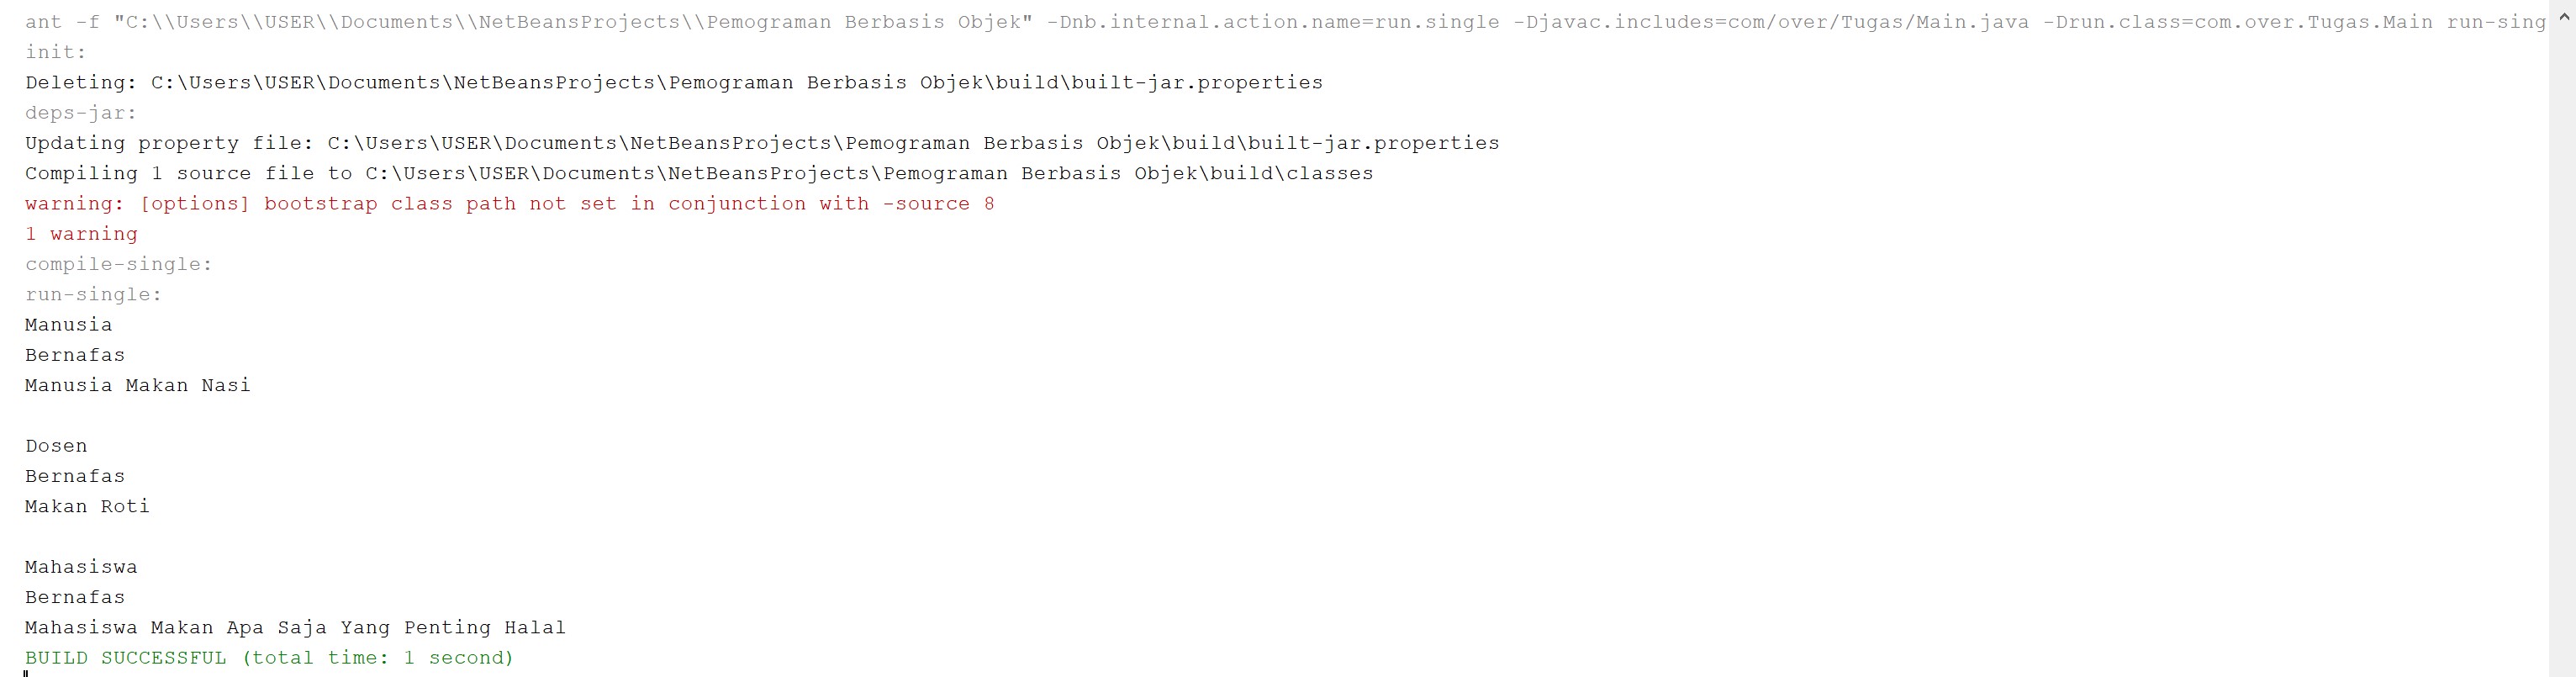 ant -f "C:\\Users\\USER\\Documents\\NetBeansProjects\\Pemograman Berbasis Objek" -Dnb.internal.action.name=run.single -Djavac.includes=com/over/Tugas/Main.java -Drun.class=com.over.Tugas.Main run-sing
init:
Deleting: C:\Users\USER\Documents\NetBeansProjects\Pemograman Berbasis Objek\build\built-jar.properties
deps-jar:
Updating property file: C:\Users\USER\Documents\NetBeansProjects\Pemograman Berbasis Objek\build\built-jar.properties
Compiling 1 source file to C:\Users\USER\Documents\NetBeansProjects\Pemograman Berbasis Objek\build\classes
warning: [options] bootstrap class path not set in conjunction with -source 8
1 warning
compile-single:
run-single:
Manusia
Bernafas
Manusia Makan Nasi
Dosen
Bernafas
Makan Roti
Mahasiswa
Bernafas
Mahasiswa Makan Apa Saja Yang Penting Halal
BUILD SUCCESSFUL (total time: 1 second)